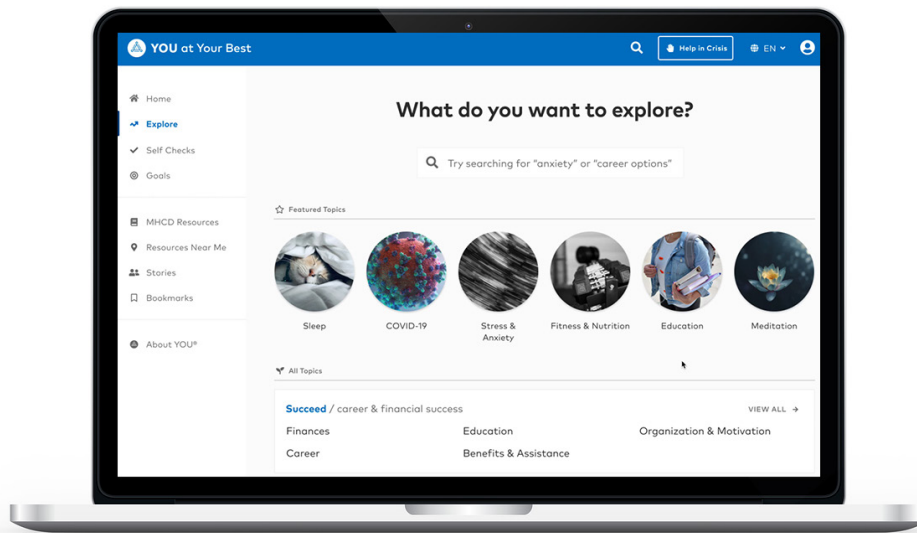 YOU at Your Best
Help in Crisis
EN
Home
Explore
Self Checks
Goals
MHCD Resources
Resources Near Me
Stories
Bookmarks
About YOU®
What do you want to explore?
Try searching for "anxiety" or "career options"
Featured Topics
Sleep
COVID-19
Stress &
Anxiety
Fitness & Nutrition
Education
Meditation
All Topics
Succeed / career & financial success
VIEW ALL →
Finances
Education
Organization & Motivation
Career
Benefits & Assistance